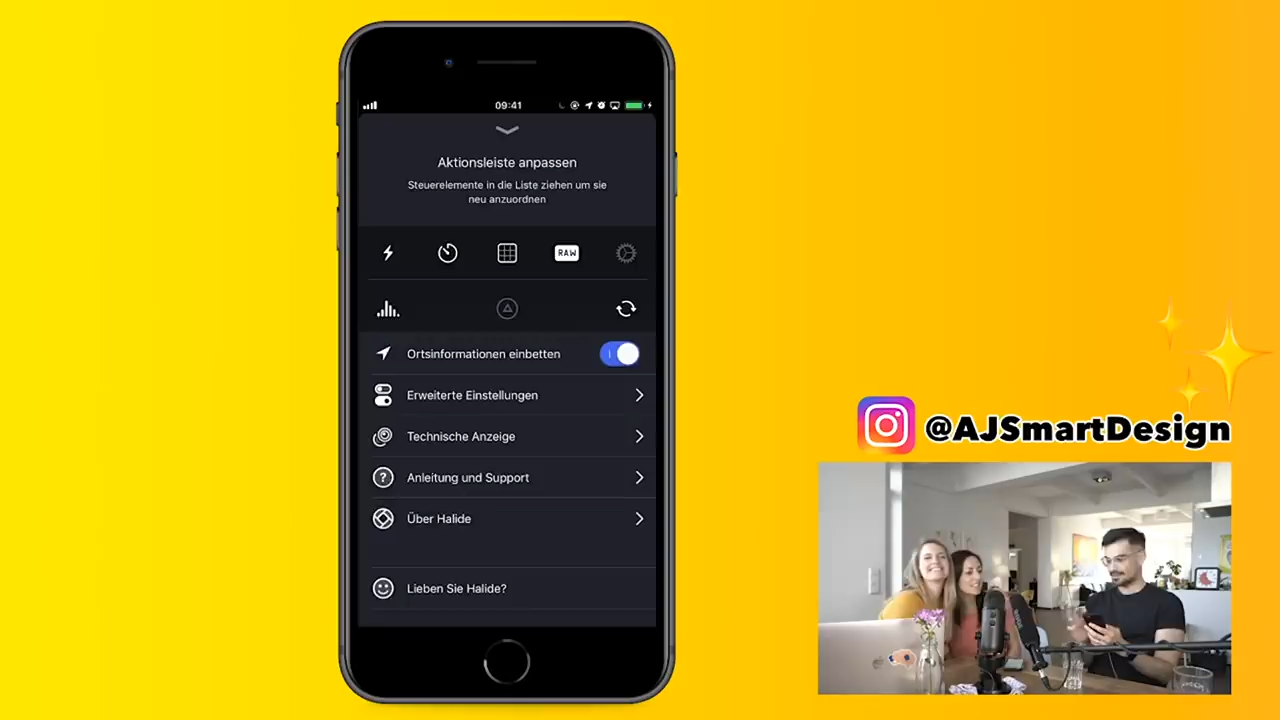 09:41
Aktionsleiste anpassen
Steuerelemente in die Liste ziehen um sie
neu anzuordnen
RAW
Ortsinformationen einbetten
Erweiterte Einstellungen
Technische Anzeige
Anleitung und Support
Über Halide
Lieben Sie Halide?
@AJSmartDesign